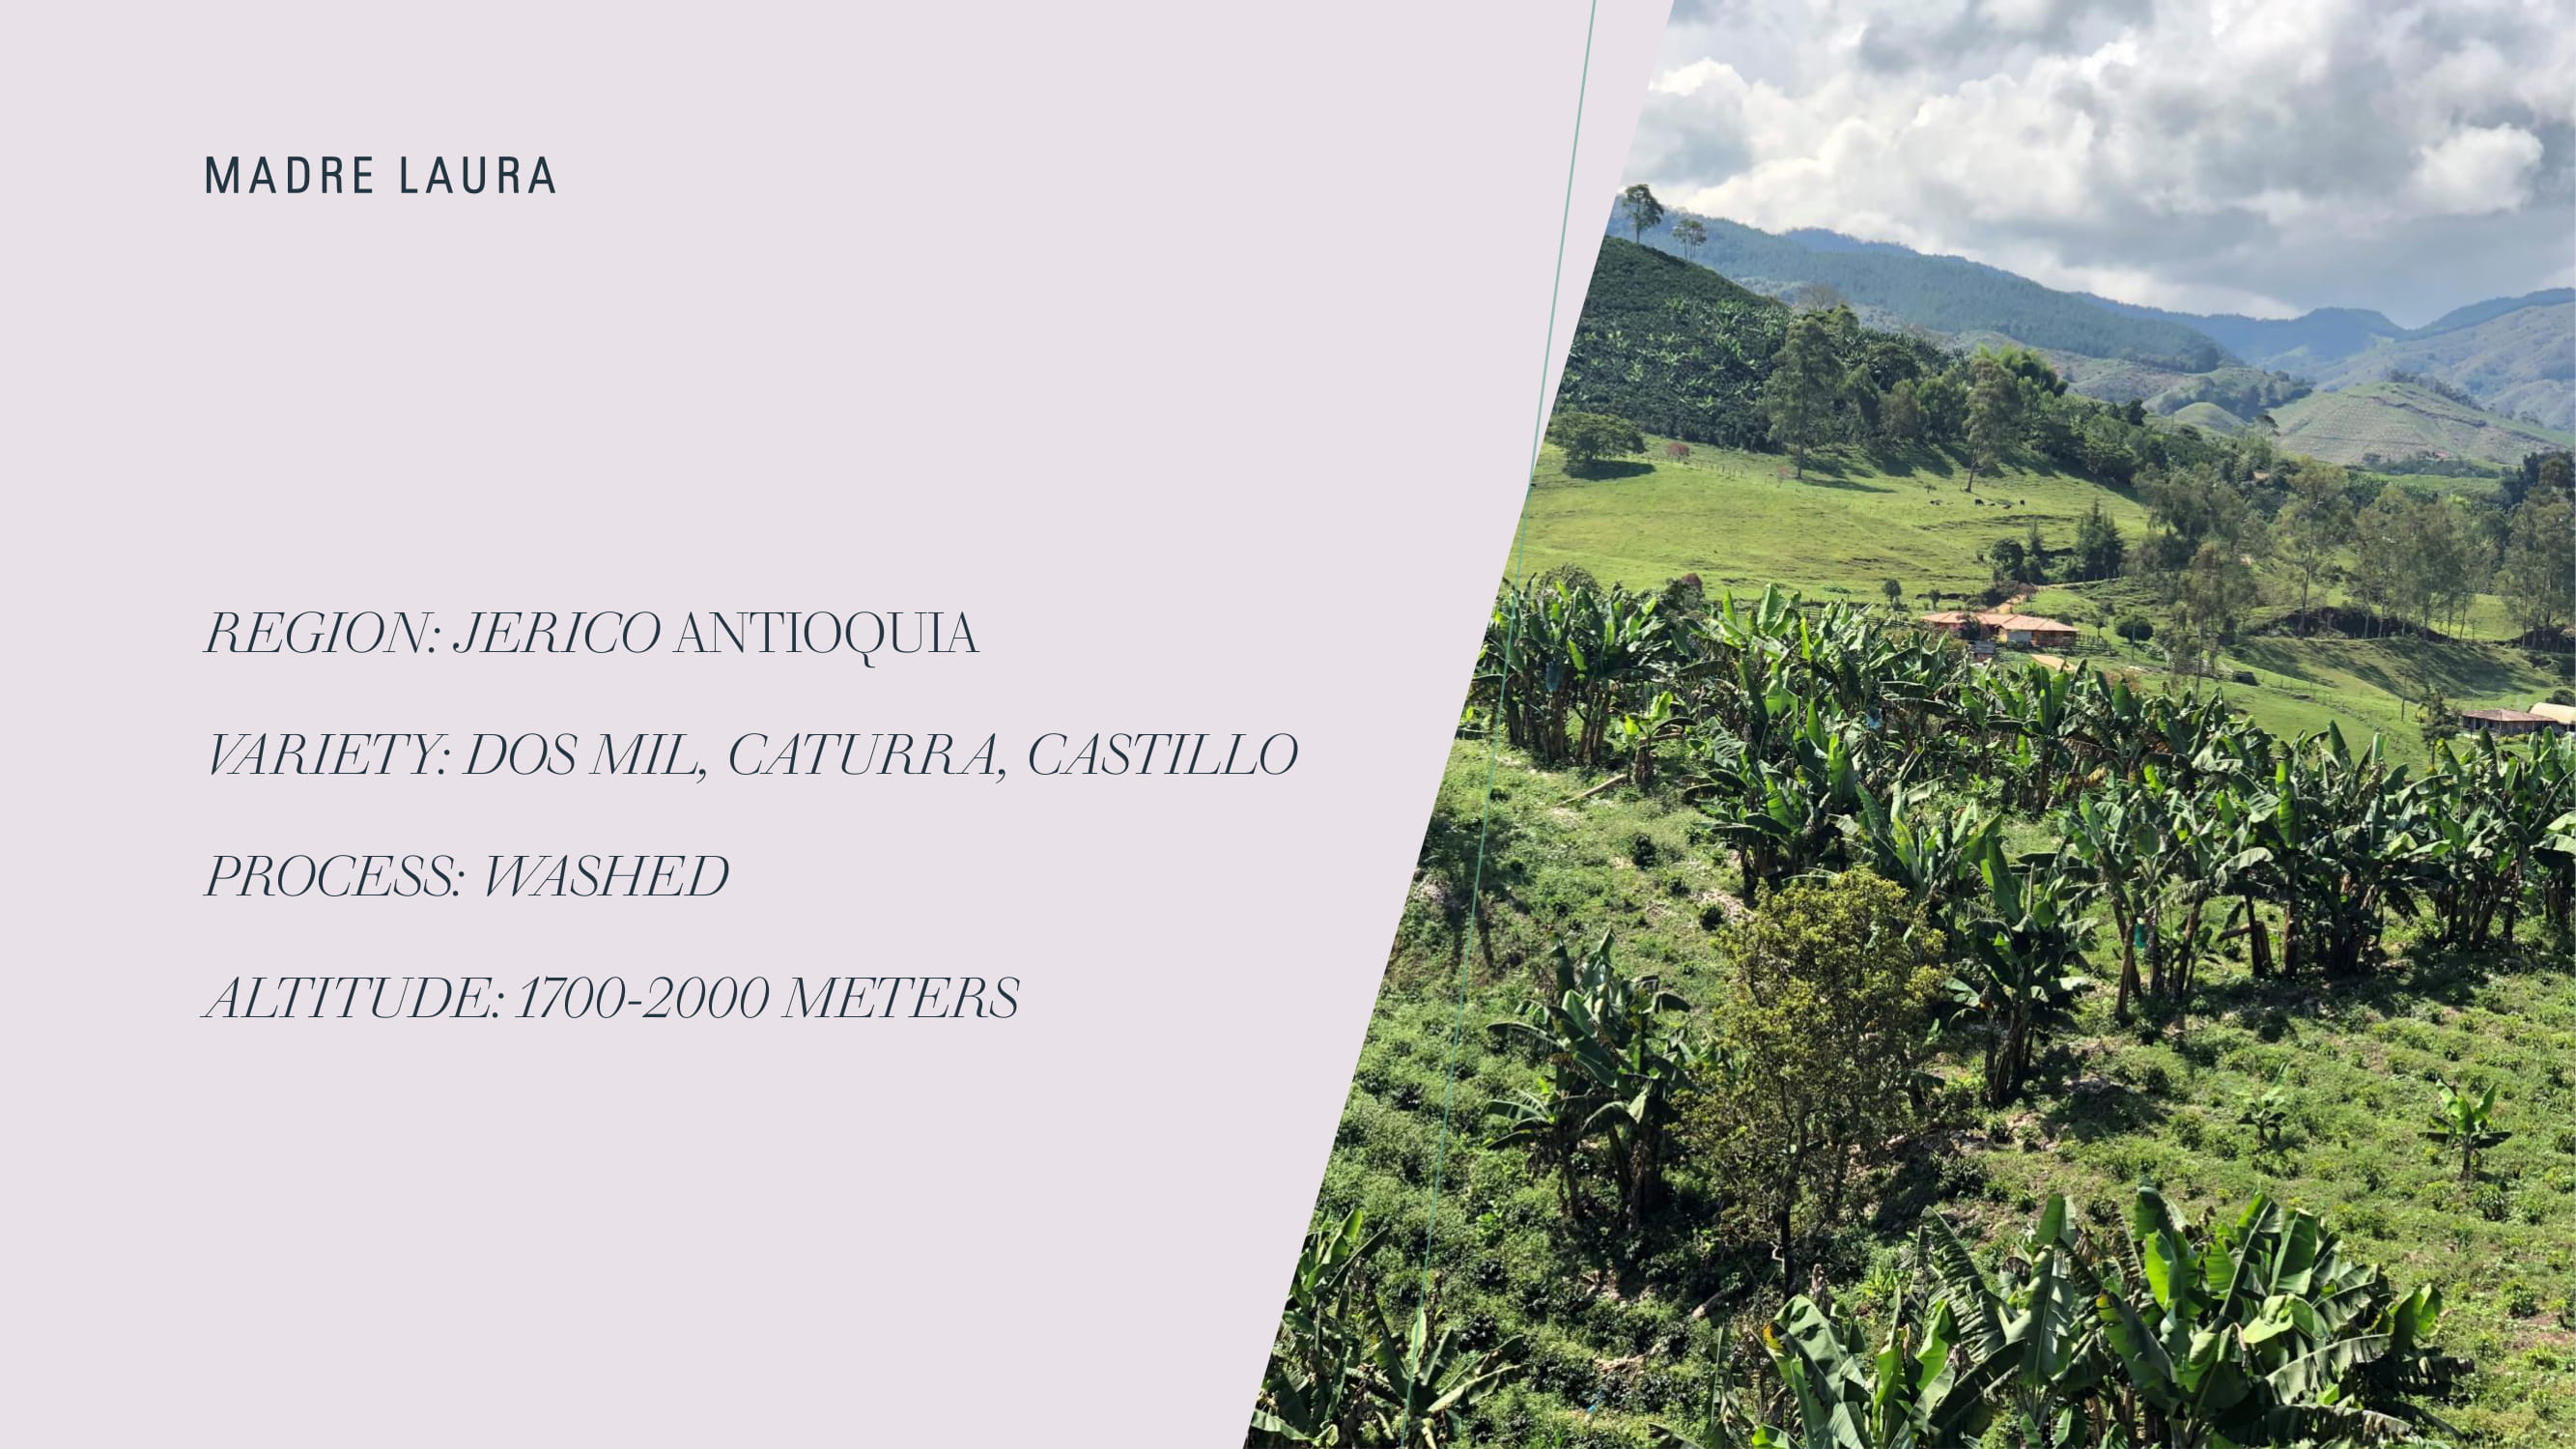 MADRE LAURA
REGION: JERICO ANTIOQUIA
VARIETY: DOS MIL, CATURRA, CASTILLO
PROCESS: WASHED
ALTITUDE: 1700-2000 METERS